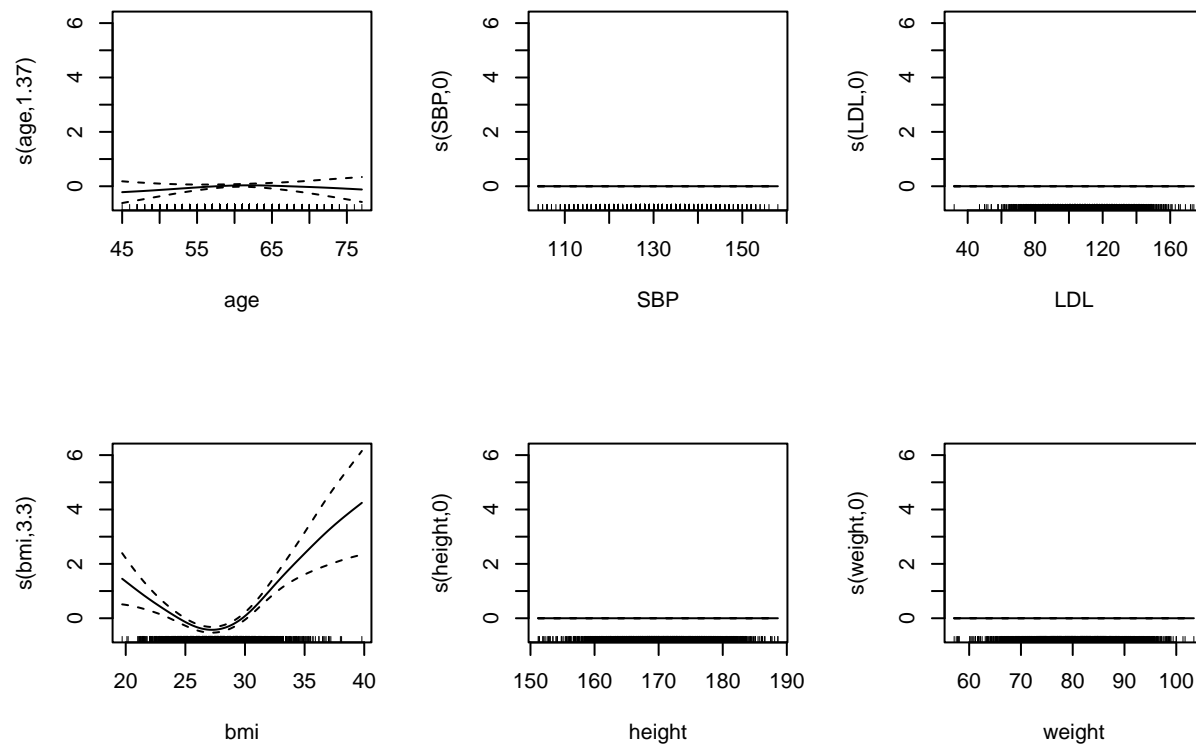 s(age,1.37)
0 2 4 6
45 55 65 75
age
s(SBP,0)
0 2 4 6
110 130 150
SBP
s(LDL,0)
0 2 4 6
40 80 120 160
LDL
s(bmi,3.3)
0 2 4 6
20 25 30 35 40
bmi
s(height,0)
0 2 4 6
150 160 170 180 190
height
s(weight,0)
0 2 4 6
60 70 80 90 100
weight